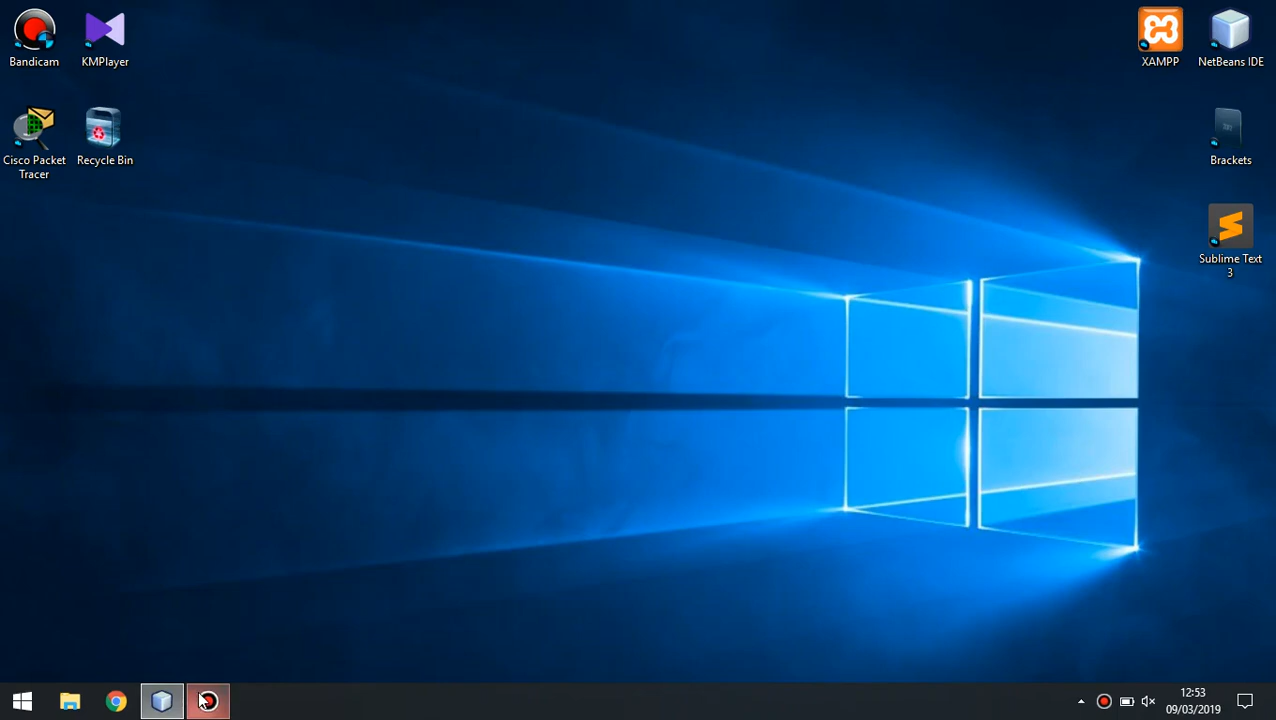 Bandicam
KMPlayer
XAMPP
NetBeans IDE
Cisco Packet
Tracer
Recycle Bin
Brackets
Sublime Text
3
12:53
09/03/2019